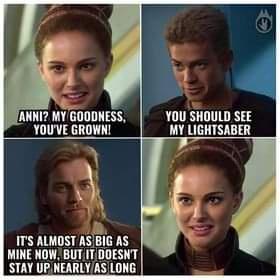 ANNI? MY GOODNESS,
YOU'VE GROWN!
YOU SHOULD SEE
MY LIGHTSABER
IT'S ALMOST AS BIG AS
MINE NOW, BUT IT DOESN'T
STAY UP NEARLY AS LONG